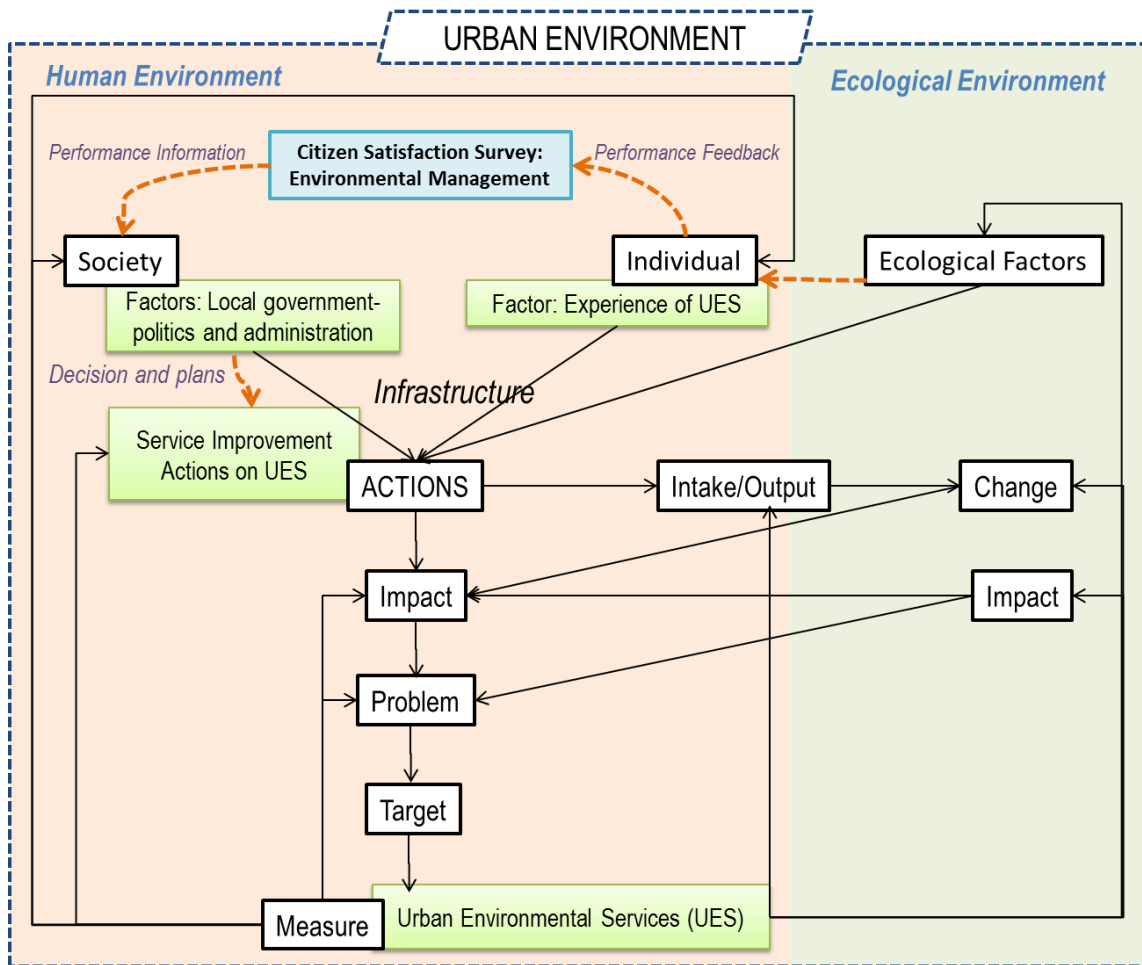 URBAN ENVIRONMENT
Human Environment
Ecological Environment
Performance Information
Citizen Satisfaction Survey:
Environmental Management
Performance Feedback
Society
Individual
Ecological Factors
Factors: Local government-
politics and administration
Factor: Experience of UES
Decision and plans
Infrastructure
Service Improvement
Actions on UES
ACTIONS
Intake/Output
Change
Impact
Impact
Problem
Target
Measure
Urban Environmental Services (UES)